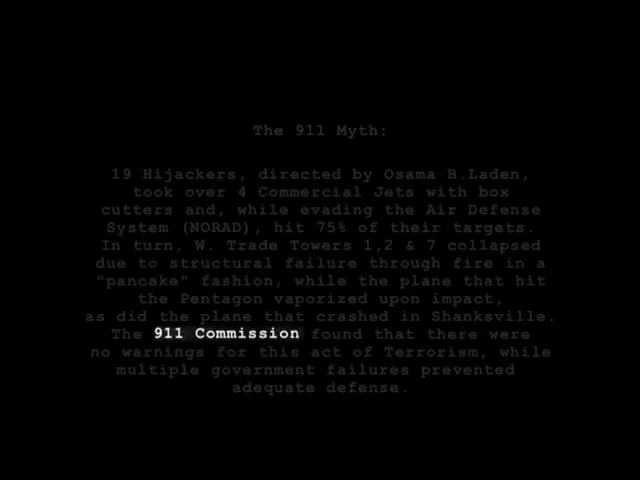 The 911 Myth:
19 Hijackers, directed by Osama B.Laden,
took over 4 Commercial Jets with box
cutters and, while evading the Air Defense
System (NORAD), hit 75% of their targets.
In turn, W. Trade Towers 1,2 & 7 collapsed
due to structural failure through fire in a
"pancake" fashion, while the plane that hit
the Pentagon vaporized upon impact,
as did the plane that crashed in Shanksville.
The 911 Commission found that there were
no warnings for this act of Terrorism, while
multiple government failures prevented
adequate defense.